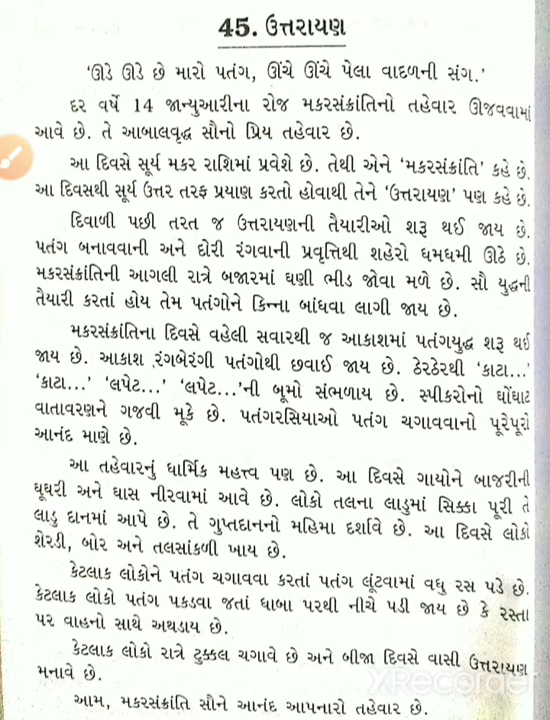 45. ઉત્તરાયણ
'ઊડે ઊડે છે મારો પતંગ, ઊંચે ઊંચે પેલા વાદળની સંગ.'
દર વર્ષે 14 જાન્યુઆરીના રોજ મકરસંક્રાંતિનો તહેવાર ઊજવવામાં
આવે છે. તે આબાલવૃદ્ધ સૌનો પ્રિય તહેવાર છે.
આ દિવસે સૂર્ય મકર રાશિમાં પ્રવેશે છે. તેથી એને 'મકરસંક્રાંતિ' કહે છે.
આ દિવસથી સૂર્ય ઉત્તર તરફ પ્રયાણ કરતો હોવાથી તેને 'ઉત્તરાયણ' પણ કહે છે.
દિવાળી પછી તરત જ ઉત્તરાયણની તૈયારીઓ શરૂ થઈ જાય છે.
પતંગ બનાવવાની અને દોરી રંગવાની પ્રવૃત્તિથી શહેરો ધમધમી ઊઠે છે.
મકરસંક્રાંતિની આગલી રાત્રે બજારમાં ઘણી ભીડ જોવા મળે છે. સૌ યુદ્ધની
તૈયારી કરતાં હોય તેમ પતંગોને કિન્ના બાંધવા લાગી જાય છે.
મકરસંક્રાતિના દિવસે વહેલી સવારથી જ આકાશમાં પતંગયુદ્ધ શરૂ થઈ
જાય છે. આકાશ રંગબેરંગી પતંગોથી છવાઈ જાય છે. ઠેરઠેરથી 'કાટા...'
'કાટા...' 'લપેટ...' 'લપેટ...'ની બૂમો સંભળાય છે. સ્પીકરોનો ઘોંઘાટ
વાતાવરણને ગજવી મૂકે છે. પતંગરસિયાઓ પતંગ ચગાવવાનો પૂરેપૂરો
આનંદ માણે છે.
આ તહેવારનું ધાર્મિક મહત્ત્વ પણ છે. આ દિવસે ગાયોને બાજરીની
ઘૂઘરી અને ઘાસ નીરવામાં આવે છે. લોકો તલના લાડુમાં સિક્કા પૂરી તે
લાડુ દાનમાં આપે છે. તે ગુપ્તદાનનો મહિમા દર્શાવે છે. આ દિવસે લોકો
શેરડી, બોર અને તલસાંકળી ખાય છે.
કેટલાક લોકોને પતંગ ચગાવવા કરતાં પતંગ લૂંટવામાં વધુ રસ પડે છે.
કેટલાક લોકો પતંગ પકડવા જતાં ધાબા પરથી નીચે પડી જાય છે કે રસ્તા
પર વાહનો સાથે અથડાય છે.
કેટલાક લોકો રાત્રે ટુક્કલ ચગાવે છે અને બીજા દિવસે વાસી ઉત્તરાયણ
મનાવે છે.
આમ, મકરસંક્રાંતિ સૌને આનંદ આપનારો તહેવાર છે.
XRecorder